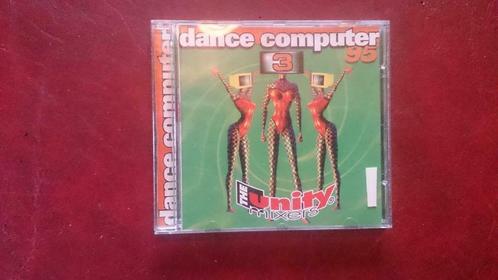 dance computer
95
3
THE
unity
mixers
dance computer